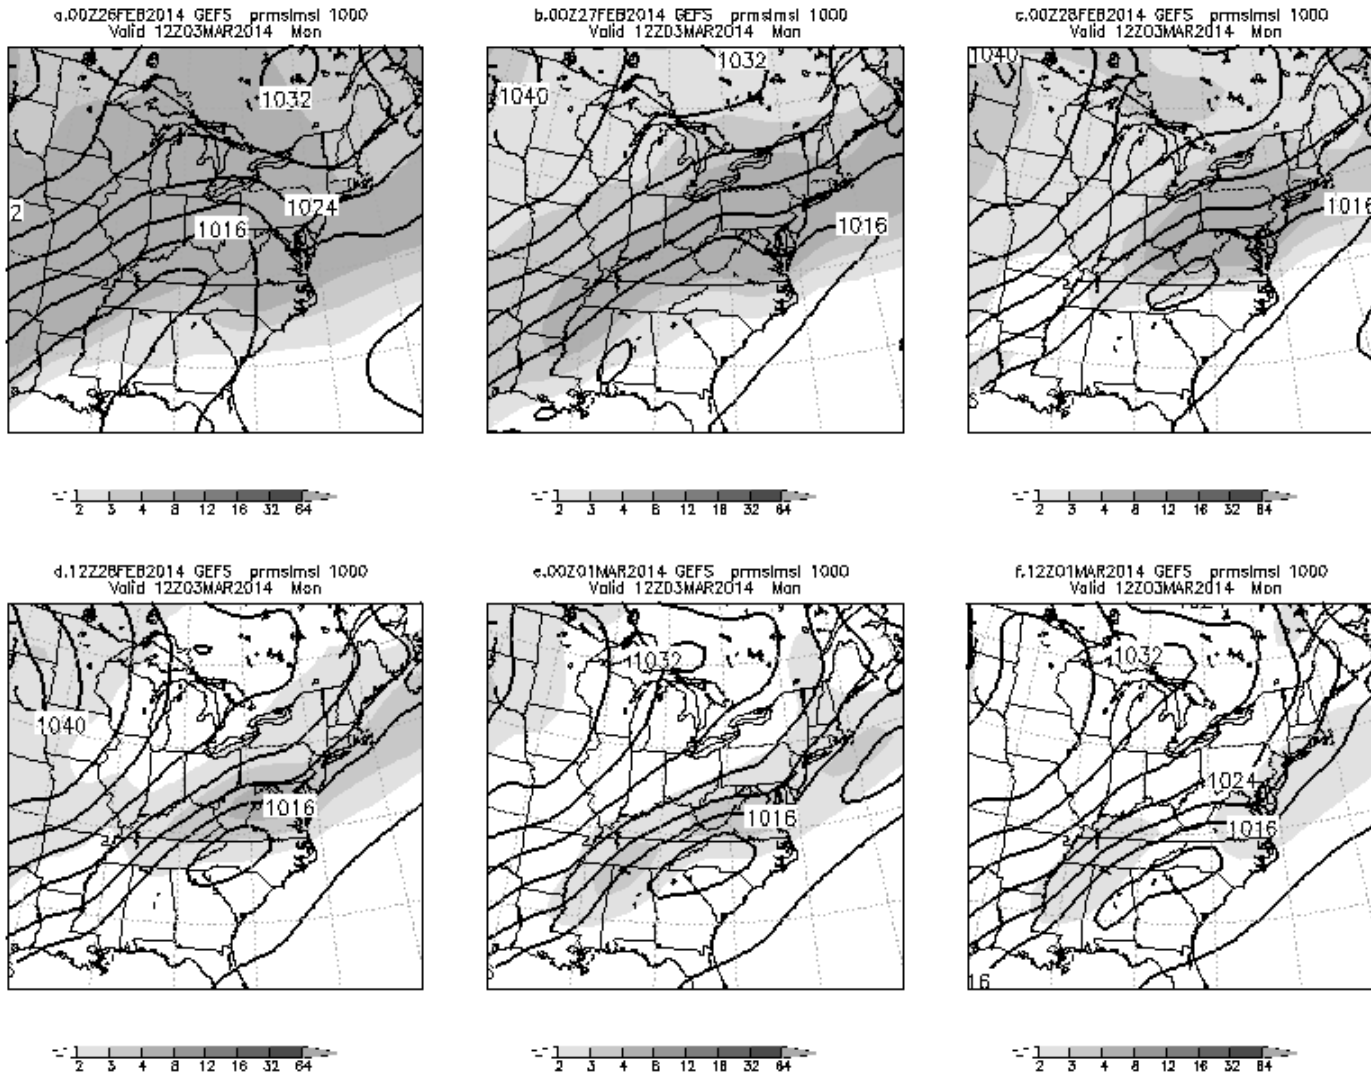 a.00Z26FEB2014 GEFS prmslmsl 1000
Valid 12Z03MAR2014 Mon
b.00Z27FEB2014 GEFS prmslmsl 1000
Valid 12Z03MAR2014 Mon
c.00Z28FEB2014 GEFS prmslmsl 1000
Valid 12Z03MAR2014 Mon
1032
1024
1016
2
1032
1040
1016
1040
1016
2 3 4 8 12 16 32 64
2 3 4 8 12 16 32 64
2 3 4 8 12 16 32 64
d.12Z28FEB2014 GEFS prmslmsl 1000
Valid 12Z03MAR2014 Mon
e.00Z01MAR2014 GEFS prmslmsl 1000
Valid 12Z03MAR2014 Mon
f.12Z01MAR2014 GEFS prmslmsl 1000
Valid 12Z03MAR2014 Mon
1040
1016
1032
1016
1032
1024
1016
16
2 3 4 8 12 16 32 64
2 3 4 8 12 16 32 64
2 3 4 8 12 16 32 64